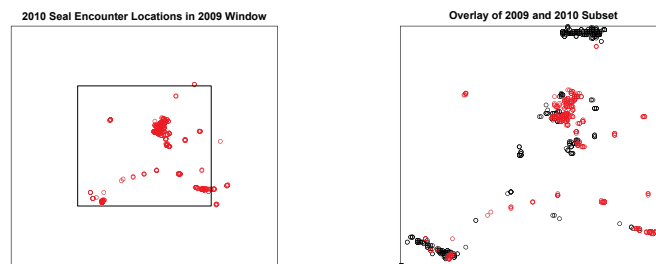 2010 Seal Encounter Locations in 2009 Window
Overlay of 2009 and 2010 Subset